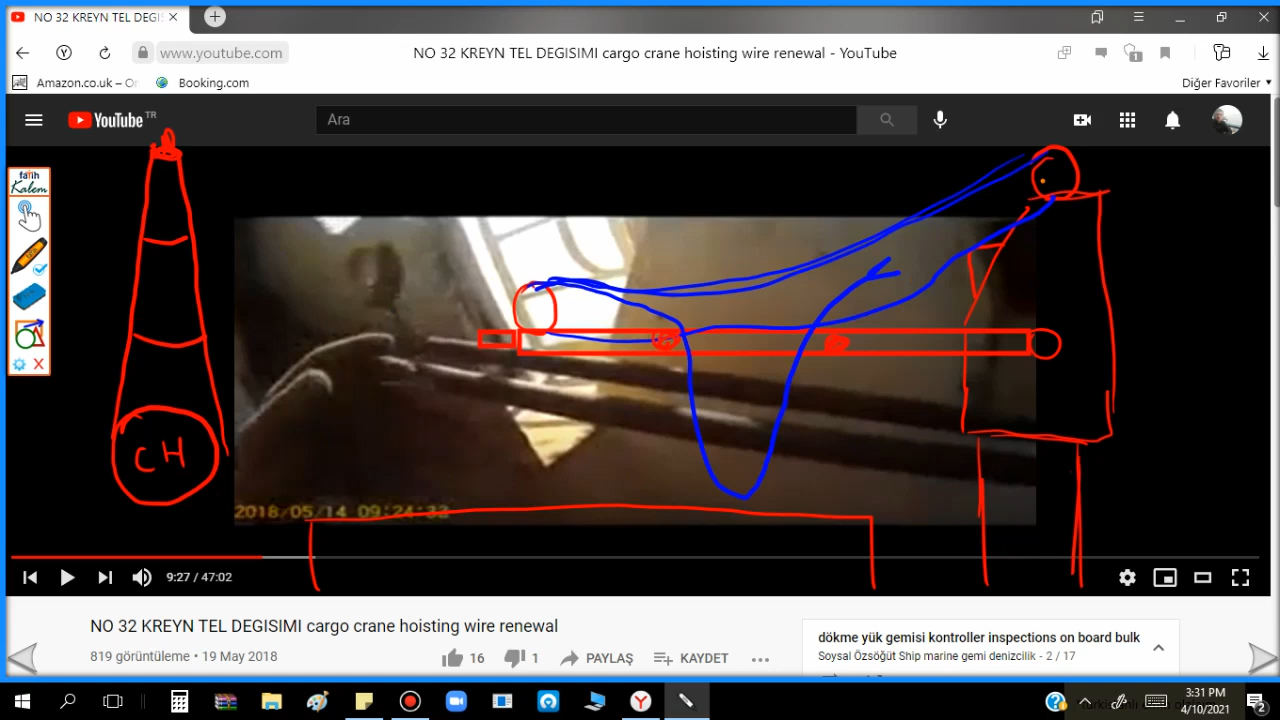 NO 32 KREYN TEL DEGIS
www.youtube.com
NO 32 KREYN TEL DEGISIMI cargo crane hoisting wire renewal - YouTube
1
Amazon.co.uk – On
Booking.com
Diğer Favoriler
YouTube TR
Ara
fatih
Kalem
CH
2018/05/14 09:24:32
9:27 / 47:02
NO 32 KREYN TEL DEGISIMI cargo crane hoisting wire renewal
819 görüntüleme • 19 May 2018
16
1
PAYLAŞ
KAYDET
dökme yük gemisi kontroller inspections on board bulk
Soysal Özsöğüt Ship marine gemi denizcilik - 2 / 17
3:31 PM
4/10/2021
2